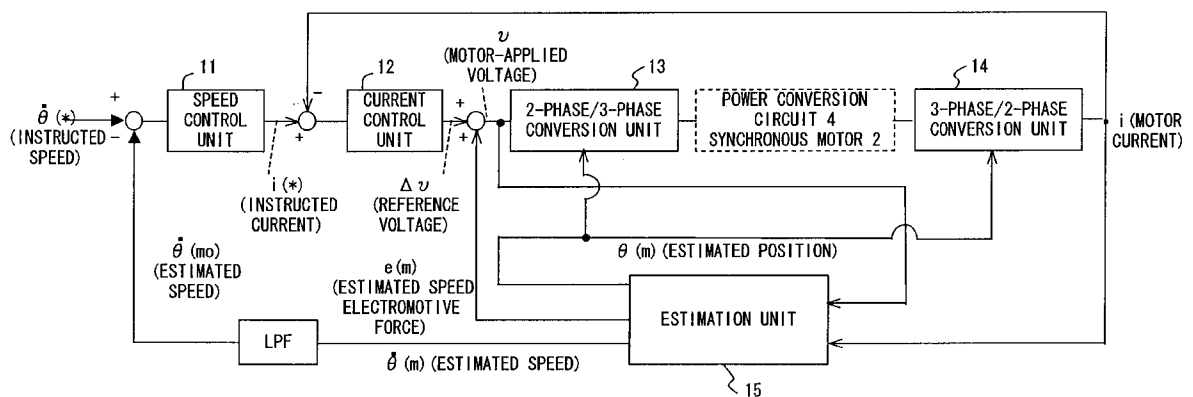 υ
(MOTOR-APPLIED
VOLTAGE)
11
12
13
14
+
θ̇ (*)
(INSTRUCTED
SPEED)
−
SPEED
CONTROL
UNIT
−
+
CURRENT
CONTROL
UNIT
+
+
2-PHASE/3-PHASE
CONVERSION UNIT
POWER CONVERSION
CIRCUIT 4
SYNCHRONOUS MOTOR 2
3-PHASE/2-PHASE
CONVERSION UNIT
i (MOTOR
CURRENT)
i (*)
(INSTRUCTED
CURRENT)
Δυ
(REFERENCE
VOLTAGE)
θ̇ (mo)
(ESTIMATED
SPEED)
θ (m) (ESTIMATED POSITION)
e (m)
(ESTIMATED SPEED
ELECTROMOTIVE
FORCE)
ESTIMATION UNIT
LPF
θ̇ (m) (ESTIMATED SPEED)
15